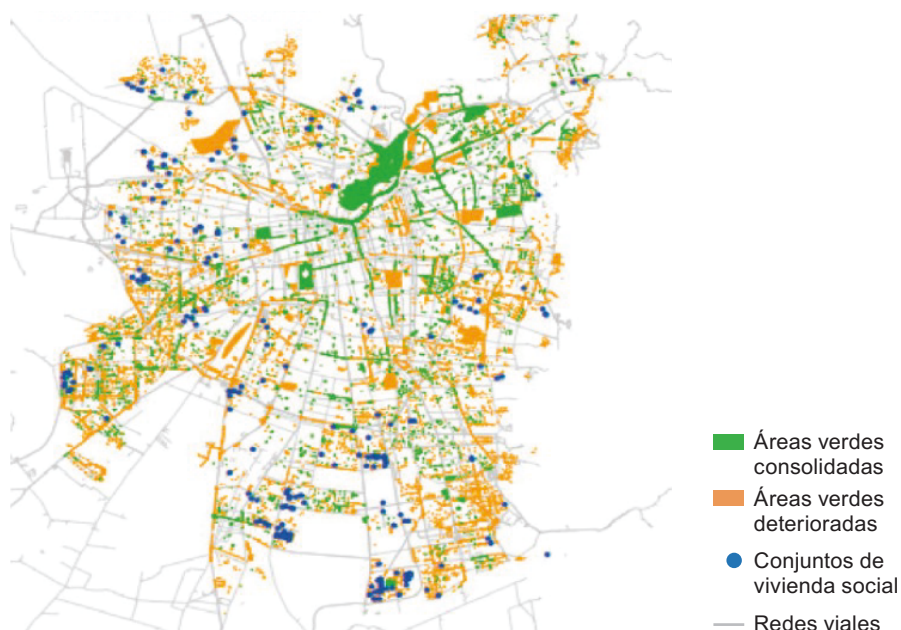 Áreas verdes
consolidadas
Áreas verdes
deterioradas
Conjuntos de
vivienda social
Redes viales